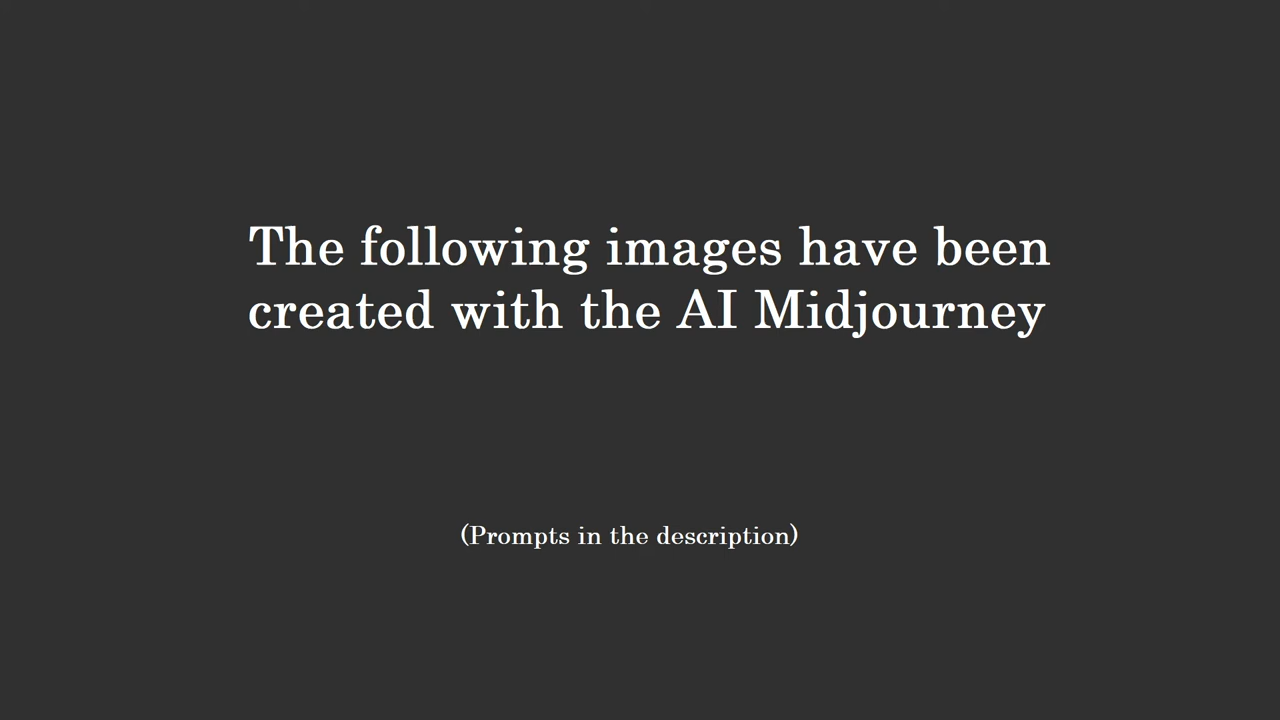 The following images have been
created with the AI Midjourney
(Prompts in the description)